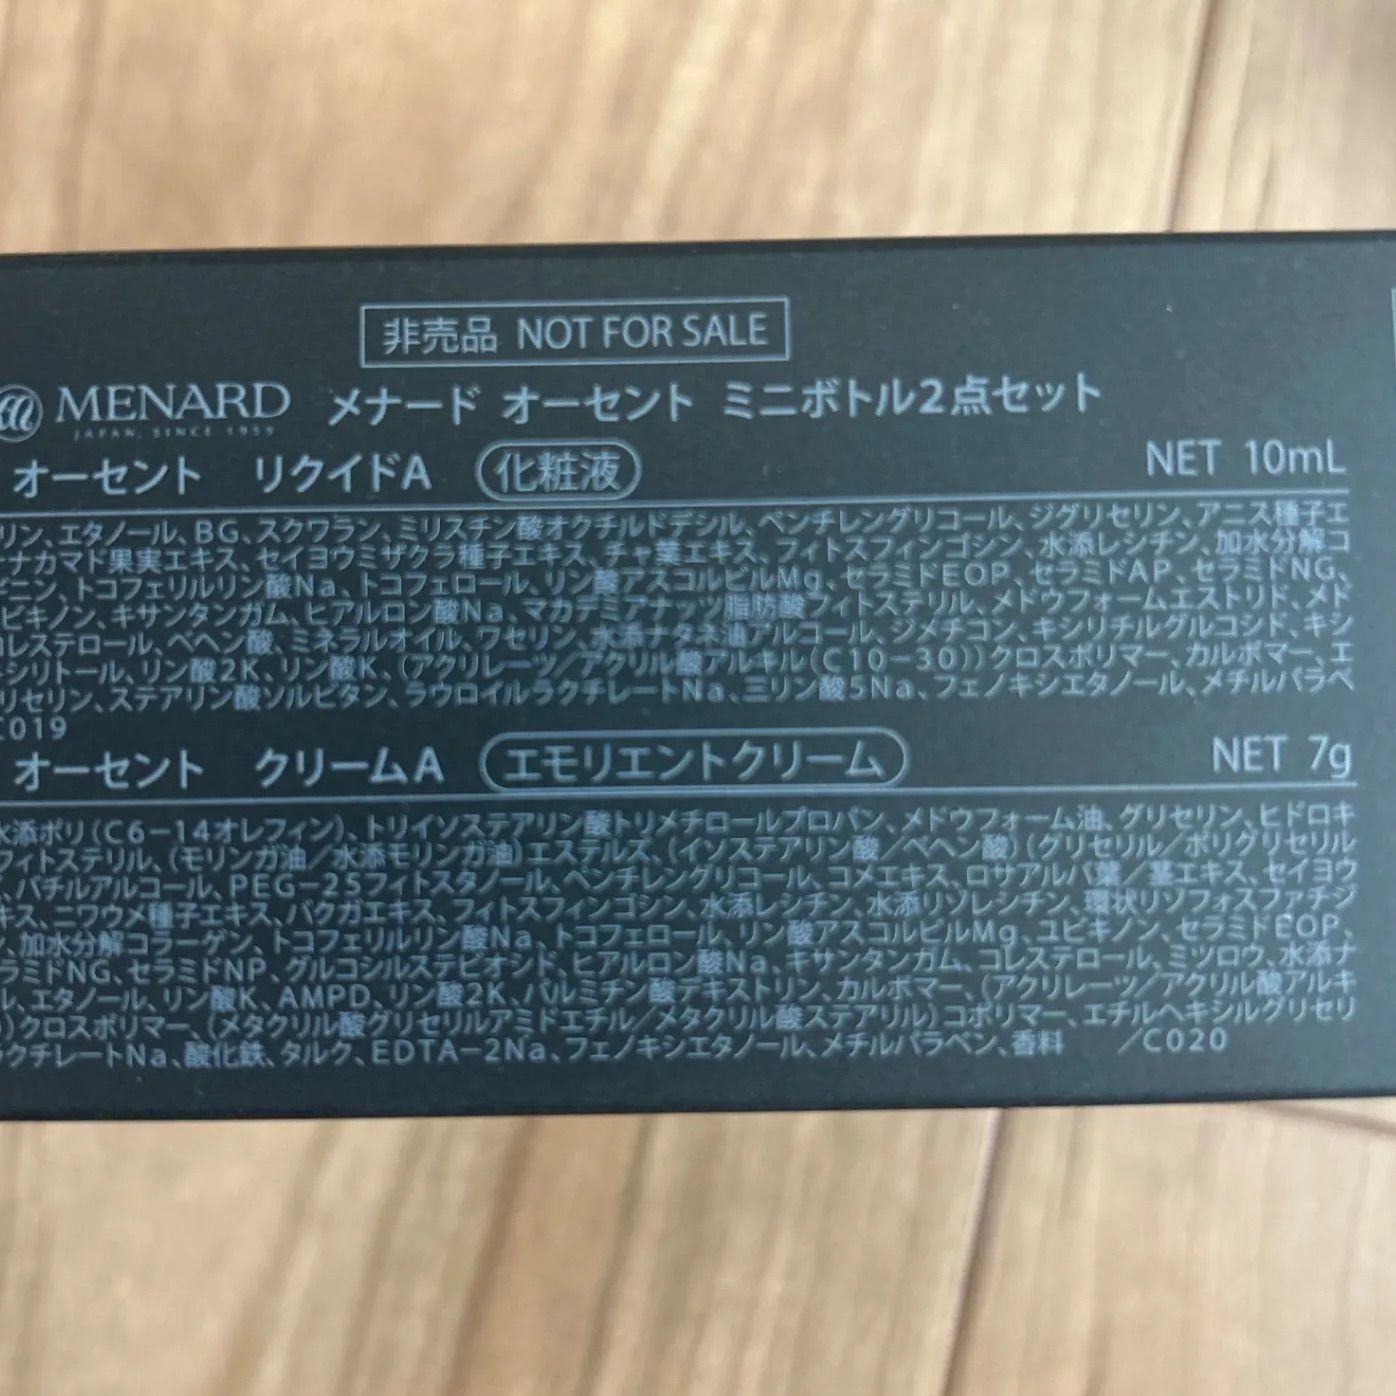 非売品 NOT FOR SALE
MENARD メナード オーセント ミニボトル2点セット
JAPAN, SINCE 1959
オーセント リクイドA 化粧液 NET 10mL
リン、エタノール、BG、スクワラン、ミリスチン酸オクチルドデシル、ペンチレングリコール、ジグリセリン、アニス種子エ
ーナカマド果実エキス、セイヨウミザクラ種子エキス、チャ葉エキス、フィトスフィンゴシン、水添レシチン、加水分解コ
ギニン、トコフェリルリン酸Na、トコフェロール、リン酸アスコルビルMg、セラミドEOP、セラミドAP、セラミドNG、
ビキノン、キサンタンガム、ヒアルロン酸Na、マカデミアナッツ脂肪酸フィトステリル、メドウフォームエストリド、メド
レステロール、ベヘン酸、ミネラルオイル、ワセリン、水添ナタネ油アルコール、ジメチコン、キシリチルグルコシド、キシ
シリトール、リン酸2K、リン酸K、(アクリレーツ/アクリル酸アルキル(C10-30))クロスポリマー、カルボマー、エ
リセリン、ステアリン酸ソルビタン、ラウロイルラクチレートNa、三リン酸5Na、フェノキシエタノール、メチルパラベ
C019
オーセント クリームA エモリエントクリーム NET 7g
水添ポリ(C6-14オレフィン)、トリイソステアリン酸トリメチロールプロパン、メドウフォーム油、グリセリン、ヒドロキ
フィトステリル、(モリンガ油/水添モリンガ油)エステルズ、(イソステアリン酸/ベヘン酸)(グリセリル/ポリグリセリル
、バチルアルコール、PEG-25フィトスタノール、ペンチレングリコール、コメエキス、ロサアルバ葉/茎エキス、セイヨウ
キス、ニワウメ種子エキス、バクガエキス、フィトスフィンゴシン、水添レシチン、水添リゾレシチン、環状リゾフォスファチジ
、加水分解コラーゲン、トコフェリルリン酸Na、トコフェロール、リン酸アスコルビルMg、ユビキノン、セラミドEOP、
ラミドNG、セラミドNP、グルコシルステビオシド、ヒアルロン酸Na、キサンタンガム、コレステロール、ミツロウ、水添ナ
ル、エタノール、リン酸K、AMPD、リン酸2K、パルミチン酸デキストリン、カルボマー、(アクリレーツ/アクリル酸アルキ
)クロスポリマー、(メタクリル酸グリセリルアミドエチル/メタクリル酸ステアリル)コポリマー、エチルヘキシルグリセリ
ラクチレートNa、酸化鉄、タルク、EDTA-2Na、フェノキシエタノール、メチルパラベン、香料 /C020